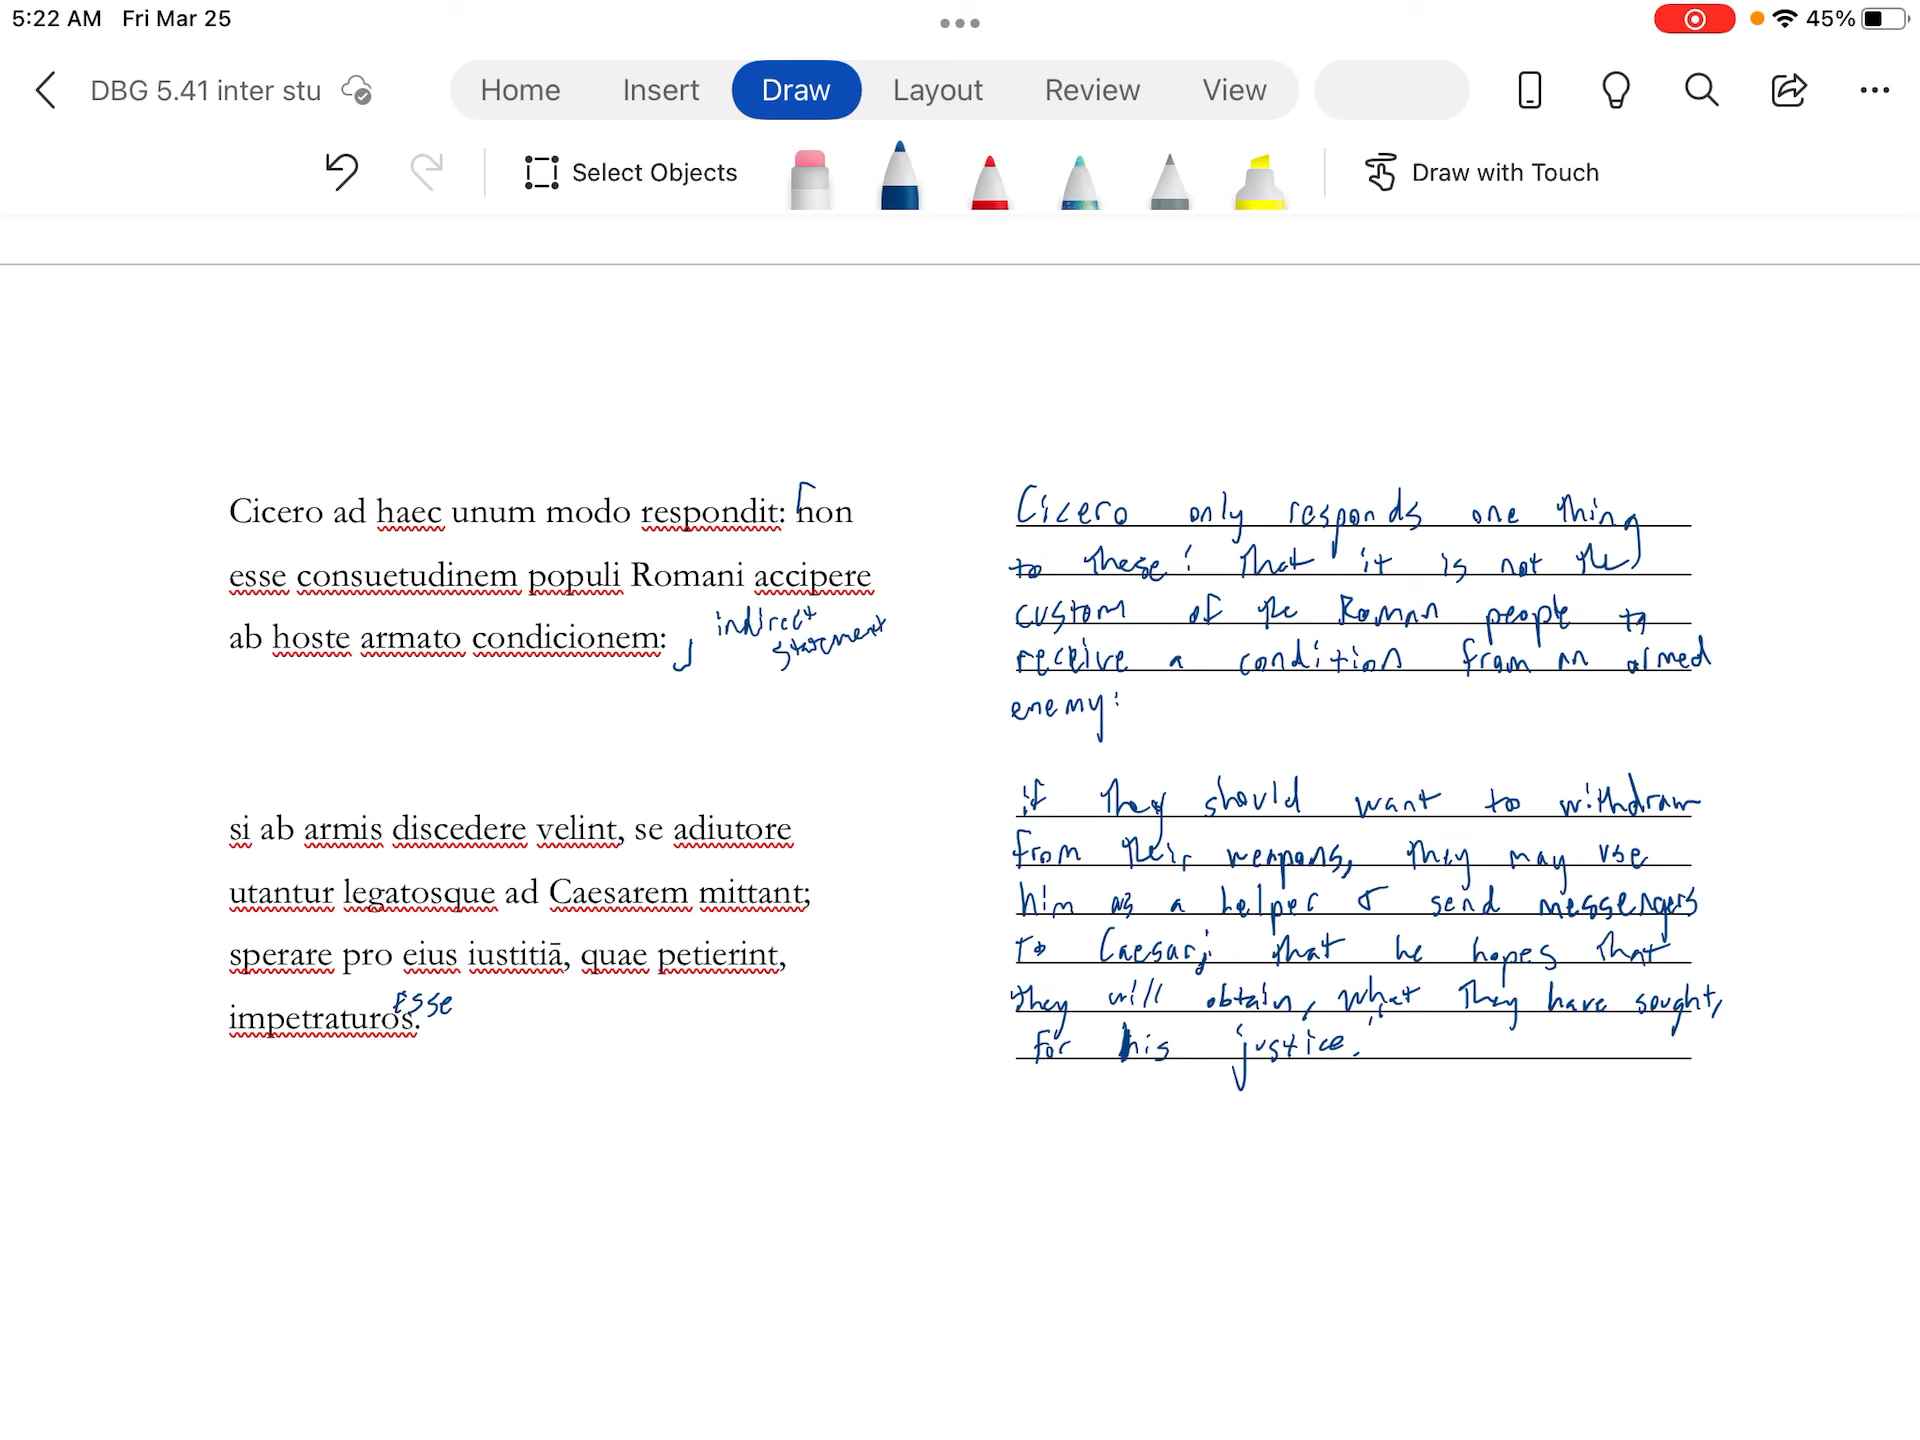 5:22 AM Fri Mar 25
45%
DBG 5.41 inter stu
Home Insert Draw Layout Review View
Select Objects
Draw with Touch
Cicero ad haec unum modo respondit: [non
esse consuetudinem populi Romani accipere
ab hoste armato condicionem: ]
indirect
statement
Cicero only responds one thing
to these: that it is not the
custom of the Roman people to
receive a condition from an armed
enemy:
si ab armis discedere velint, se adiutore
utantur legatosque ad Caesarem mittant;
sperare pro eius iustitiā, quae petierint,
impetraturos. esse
if they should want to withdraw
from their weapons, they may use
him as a helper & send messengers
to Caesar; that he hopes that
they will obtain, what they have sought,
for his justice."